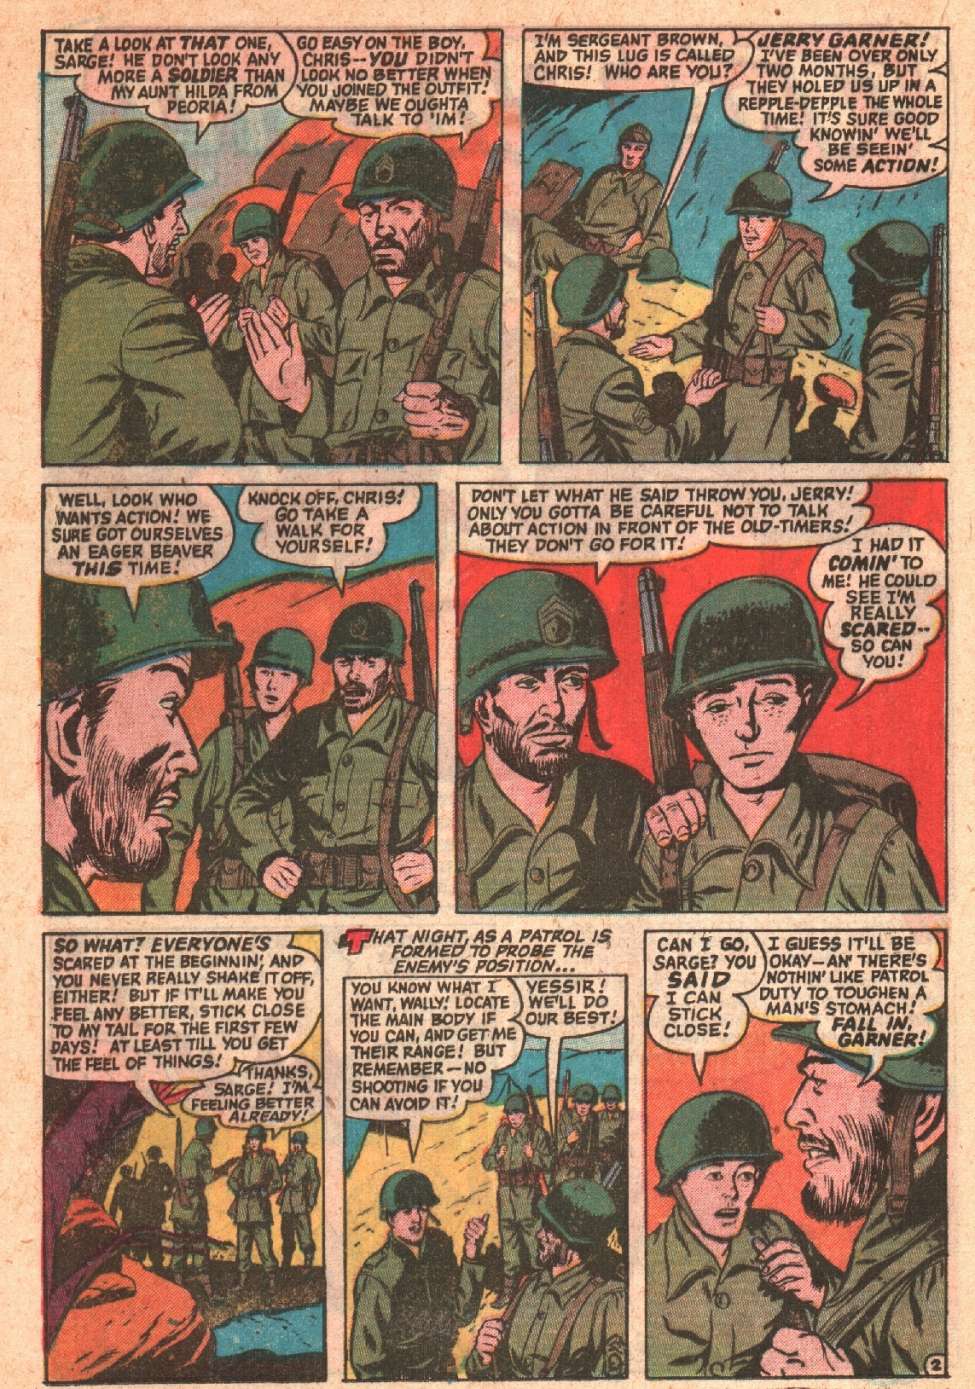 TAKE A LOOK AT THAT ONE,
SARGE! HE DON'T LOOK ANY
MORE A SOLDIER THAN
MY AUNT HILDA FROM
PEORIA!
GO EASY ON THE BOY,
CHRIS--YOU DIDN'T
LOOK NO BETTER WHEN
YOU JOINED THE OUTFIT!
MAYBE WE OUGHTA
TALK TO 'IM!
I'M SERGEANT BROWN,
AND THIS LUG IS CALLED
CHRIS! WHO ARE YOU?
JERRY GARNER!
I'VE BEEN OVER ONLY
TWO MONTHS, BUT
THEY HOLED US UP IN A
REPPLE-DEPPLE THE WHOLE
TIME! IT'S SURE GOOD
KNOWIN' WE'LL
BE SEEIN'
SOME ACTION!
WELL, LOOK WHO
WANTS ACTION! WE
SURE GOT OURSELVES
AN EAGER BEAVER
THIS TIME!
KNOCK OFF, CHRIS!
GO TAKE A
WALK FOR
YOURSELF!
DON'T LET WHAT HE SAID THROW YOU, JERRY!
ONLY YOU GOTTA BE CAREFUL NOT TO TALK
ABOUT ACTION IN FRONT OF THE OLD-TIMERS!
THEY DON'T GO FOR IT!
I HAD IT
COMIN' TO
ME! HE COULD
SEE I'M
REALLY
SCARED--
SO CAN
YOU!
SO WHAT? EVERYONE'S
SCARED AT THE BEGINNIN', AND
YOU NEVER REALLY SHAKE IT OFF,
EITHER! BUT IF IT'LL MAKE YOU
FEEL ANY BETTER, STICK CLOSE
TO MY TAIL FOR THE FIRST FEW
DAYS! AT LEAST TILL YOU GET
THE FEEL OF THINGS!
THANKS,
SARGE! I'M
FEELING BETTER
ALREADY!
THAT NIGHT, AS A PATROL IS
FORMED TO PROBE THE
ENEMY'S POSITION...
YOU KNOW WHAT I
WANT, WALLY! LOCATE
THE MAIN BODY IF
YOU CAN, AND GET ME
THEIR RANGE! BUT
REMEMBER--NO
SHOOTING IF YOU
CAN AVOID IT!
YESSIR!
WE'LL DO
OUR BEST!
CAN I GO,
SARGE? YOU
SAID
I CAN
STICK
CLOSE!
I GUESS IT'LL BE
OKAY--AN' THERE'S
NOTHIN' LIKE PATROL
DUTY TO TOUGHEN A
MAN'S STOMACH!
FALL IN,
GARNER!
2